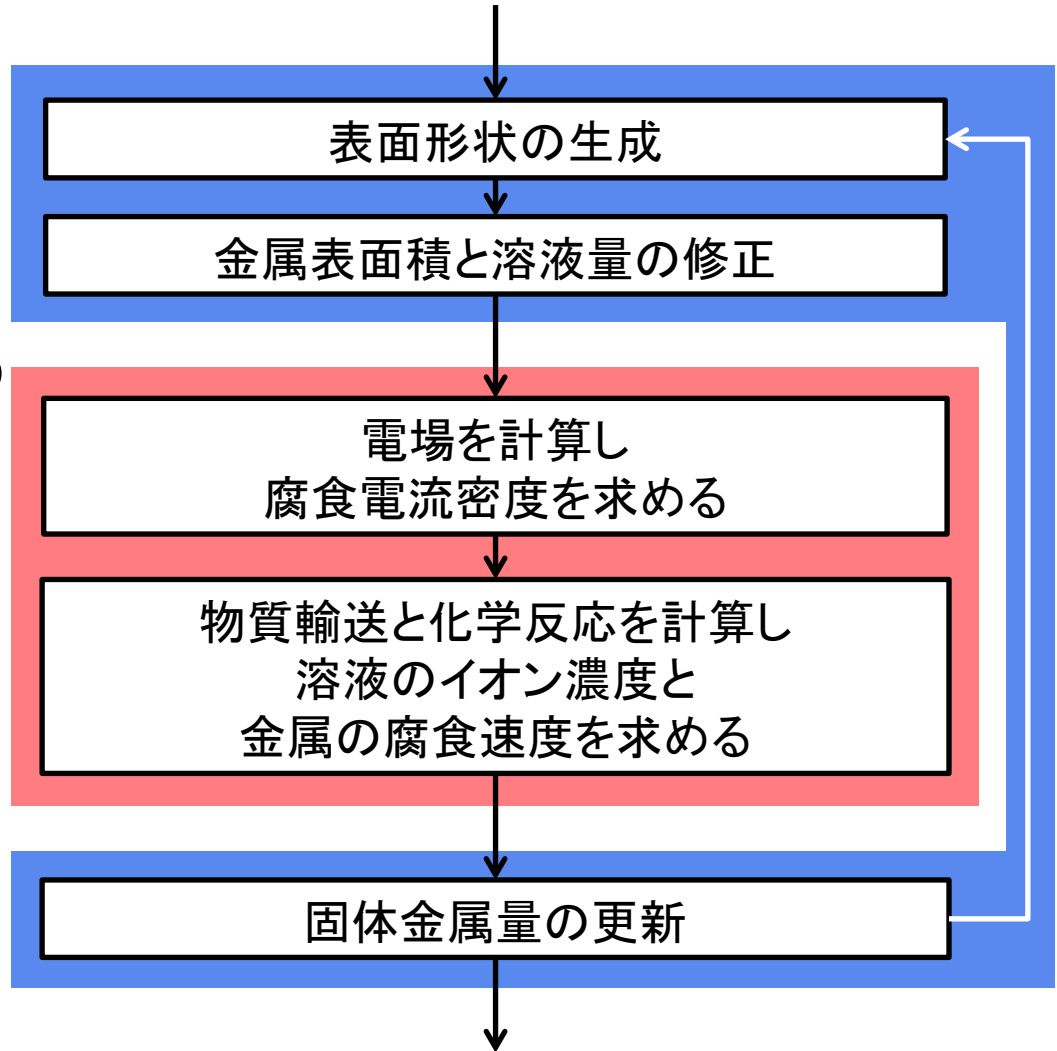 表面形状の生成
金属表面積と溶液量の修正
)
電場を計算し
腐食電流密度を求める
物質輸送と化学反応を計算し
溶液のイオン濃度と
金属の腐食速度を求める
固体金属量の更新